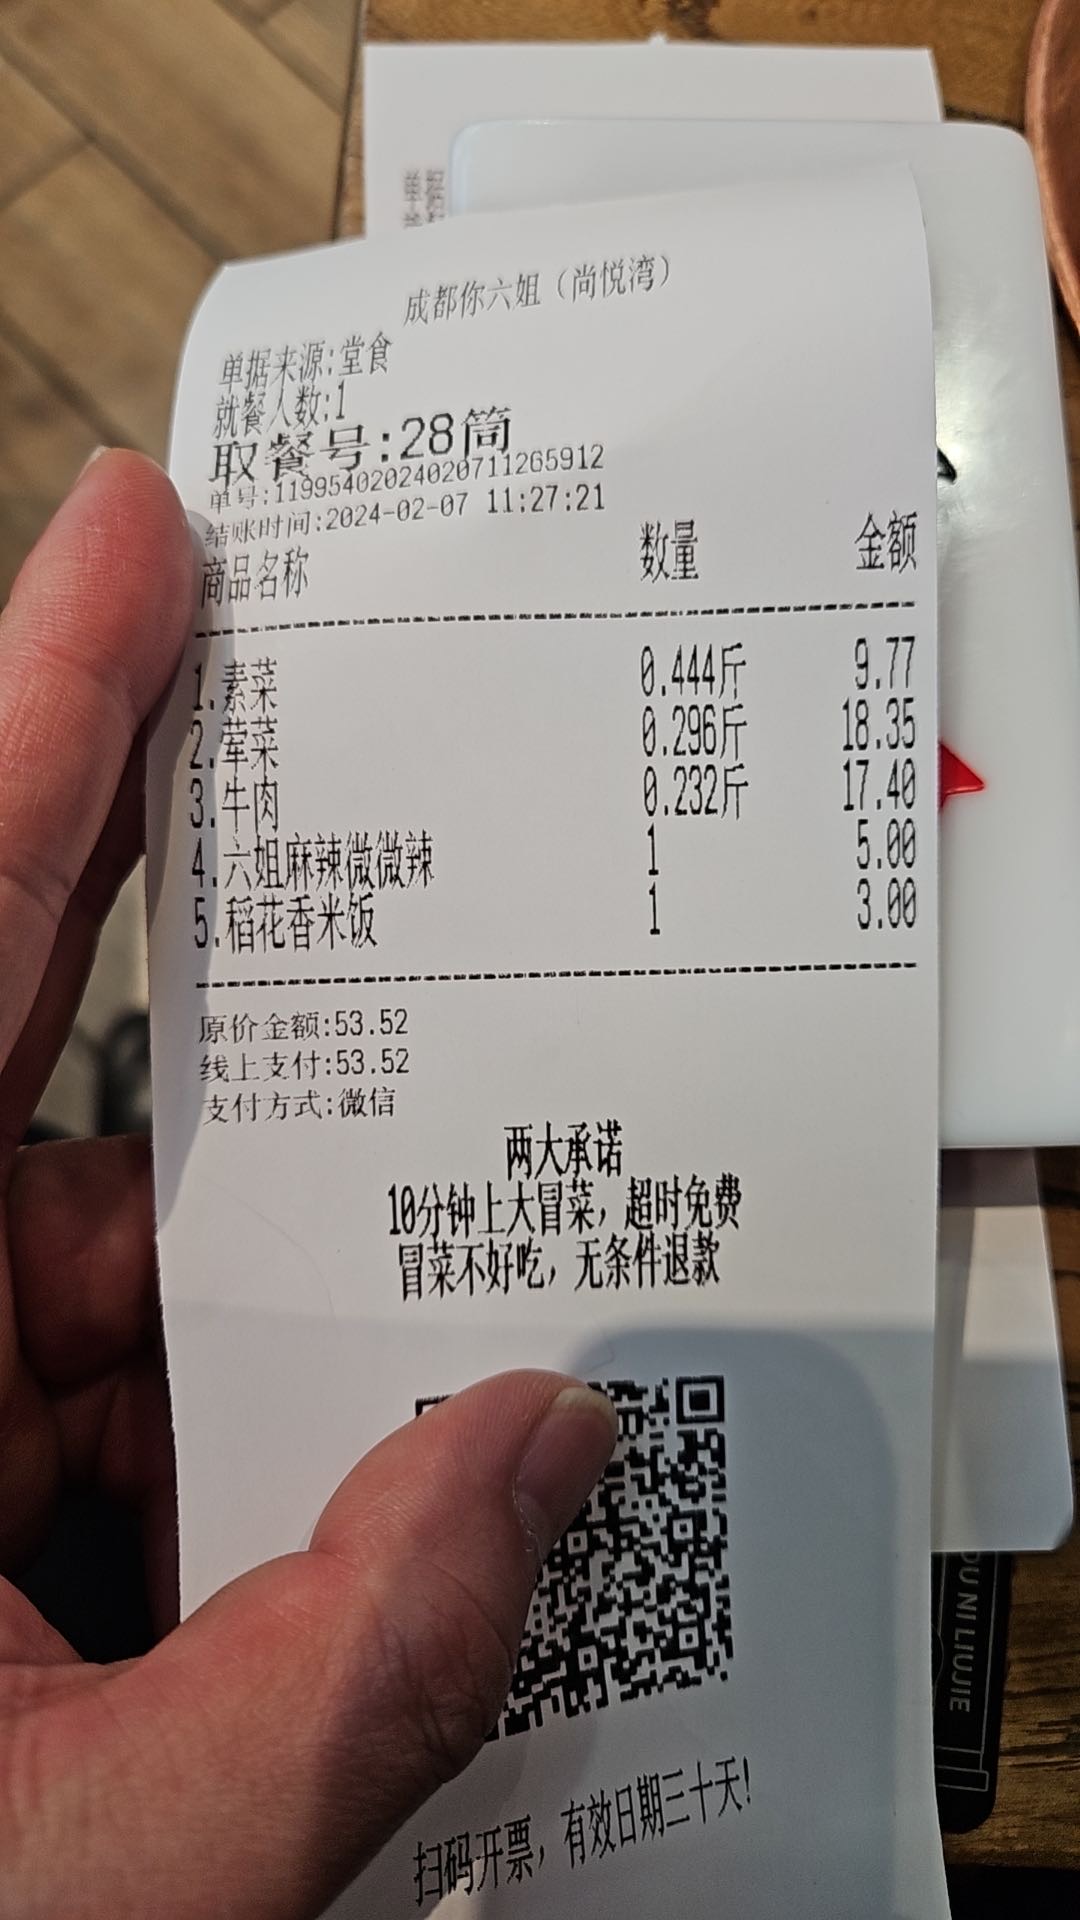 单据
成都你六姐（尚悦湾）
单据来源:堂食
就餐人数:1
取餐号:28筒
单号:11995402024020711265912
结账时间:2024-02-07 11:27:21
商品名称 数量 金额
1.素菜 0.444斤 9.77
2.荤菜 0.296斤 18.35
3.牛肉 0.232斤 17.40
4.六姐麻辣微微辣 1 5.00
5.稻花香米饭 1 3.00
原价金额:53.52
线上支付:53.52
支付方式:微信
两大承诺
10分钟上大冒菜，超时免费
冒菜不好吃，无条件退款
扫码开票，有效日期三十天!
OU NI LIUJIE